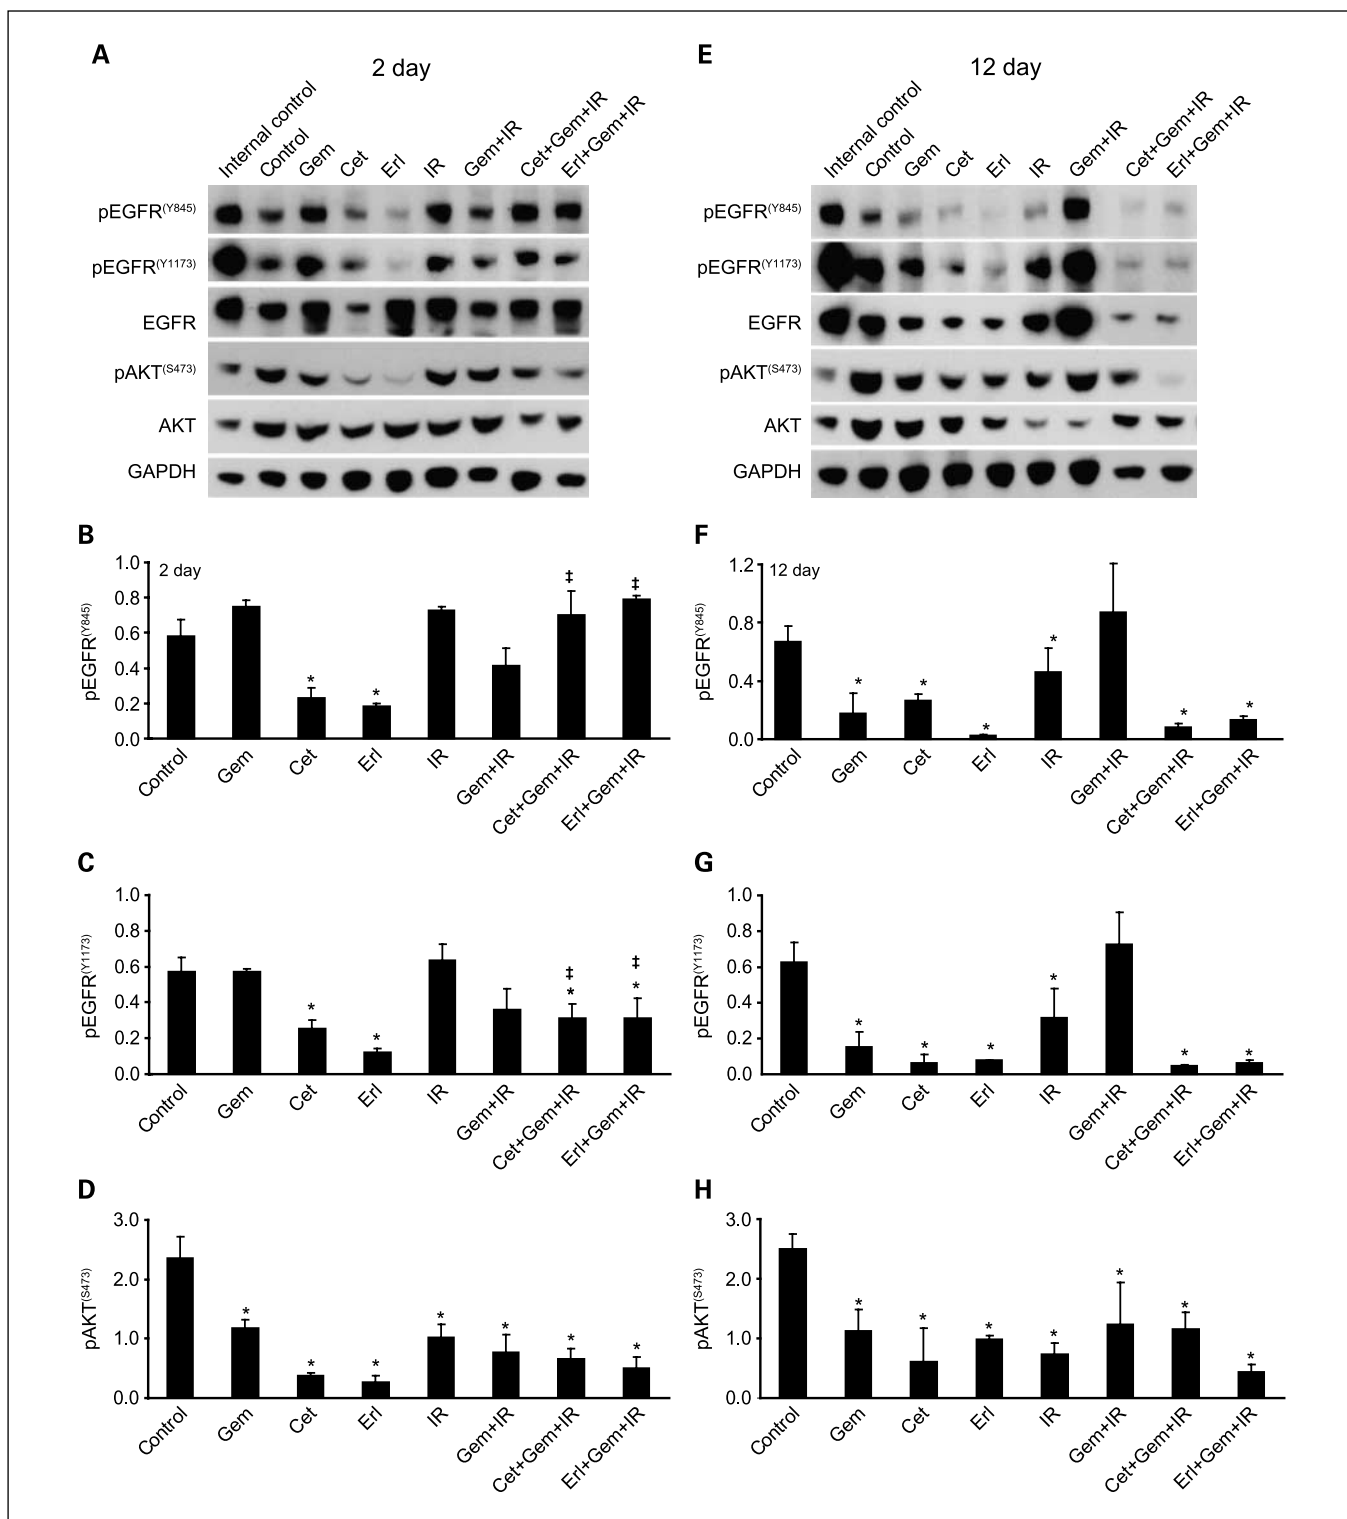 A
2 day
Internal control
Control
Gem
Cet
Erl
IR
Gem+IR
Cet+Gem+IR
Erl+Gem+IR
pEGFR(Y845)
pEGFR(Y1173)
EGFR
pAKT(S473)
AKT
GAPDH
E
12 day
Internal control
Control
Gem
Cet
Erl
IR
Gem+IR
Cet+Gem+IR
Erl+Gem+IR
pEGFR(Y845)
pEGFR(Y1173)
EGFR
pAKT(S473)
AKT
GAPDH
B
2 day
pEGFR(Y845)
1.0
0.8
0.6
0.4
0.2
0.0
* * ‡ ‡
Control
Gem
Cet
Erl
IR
Gem+IR
Cet+Gem+IR
Erl+Gem+IR
F
12 day
pEGFR(Y845)
1.2
0.8
0.4
0.0
* * * * * *
Control
Gem
Cet
Erl
IR
Gem+IR
Cet+Gem+IR
Erl+Gem+IR
C
pEGFR(Y1173)
1.0
0.8
0.6
0.4
0.2
0.0
‡ ‡
* * * *
Control
Gem
Cet
Erl
IR
Gem+IR
Cet+Gem+IR
Erl+Gem+IR
G
pEGFR(Y1173)
1.0
0.8
0.6
0.4
0.2
0.0
* * * * * *
Control
Gem
Cet
Erl
IR
Gem+IR
Cet+Gem+IR
Erl+Gem+IR
D
pAKT(S473)
3.0
2.0
1.0
0.0
* * * * * * *
Control
Gem
Cet
Erl
IR
Gem+IR
Cet+Gem+IR
Erl+Gem+IR
H
pAKT(S473)
3.0
2.0
1.0
0.0
* * * * * * *
Control
Gem
Cet
Erl
IR
Gem+IR
Cet+Gem+IR
Erl+Gem+IR